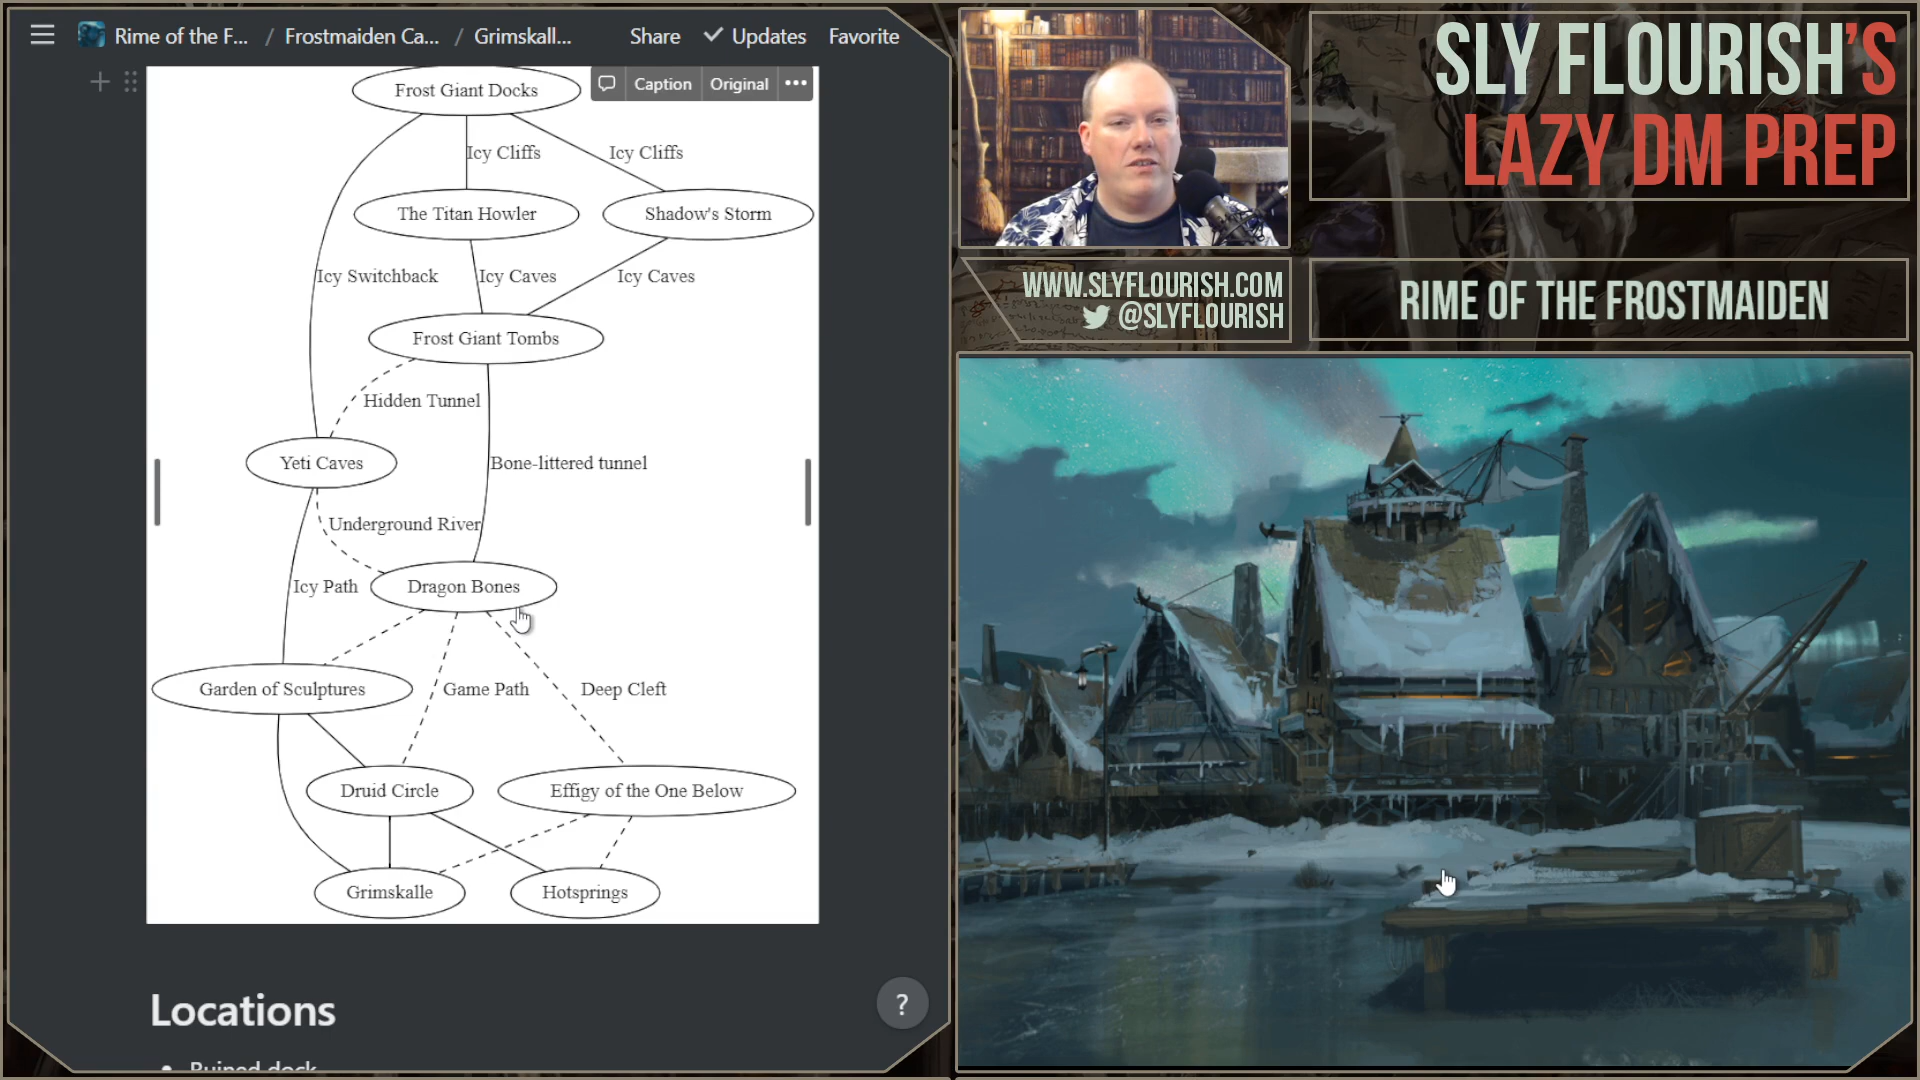 Rime of the F... / Frostmaiden Ca... / Grimskall... Share Updates Favorite
Caption Original
Frost Giant Docks
Icy Cliffs Icy Cliffs
The Titan Howler Shadow's Storm
Icy Switchback Icy Caves Icy Caves
Frost Giant Tombs
Hidden Tunnel
Yeti Caves Bone-littered tunnel
Underground River
Icy Path Dragon Bones
Garden of Sculptures Game Path Deep Cleft
Druid Circle Effigy of the One Below
Grimskalle Hotsprings
Locations
?
• Ruined dock
SLY FLOURISH'S
LAZY DM PREP
WWW.SLYFLOURISH.COM
@SLYFLOURISH
RIME OF THE FROSTMAIDEN